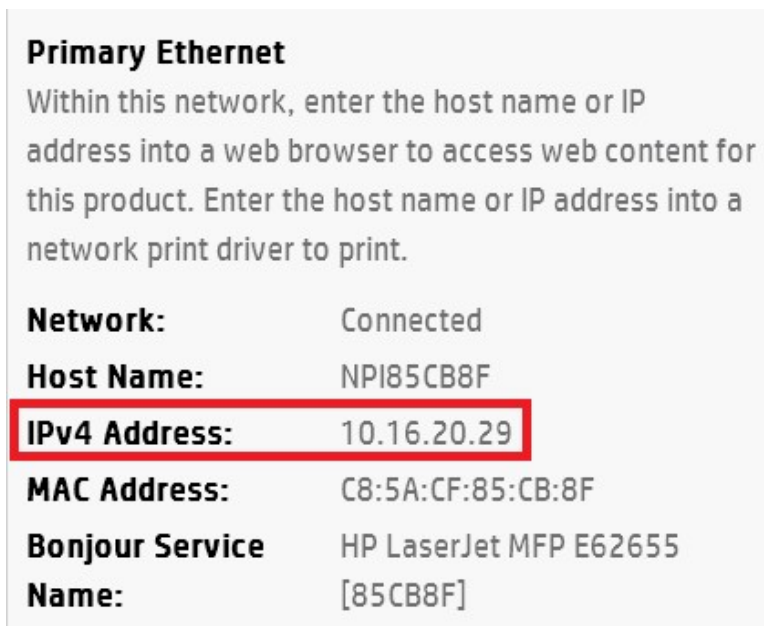 Primary Ethernet
Within this network, enter the host name or IP
address into a web browser to access web content for
this product. Enter the host name or IP address into a
network print driver to print.
Network: Connected
Host Name: NPI85CB8F
IPv4 Address: 10.16.20.29
MAC Address: C8:5A:CF:85:CB:8F
Bonjour Service HP LaserJet MFP E62655
Name: [85CB8F]